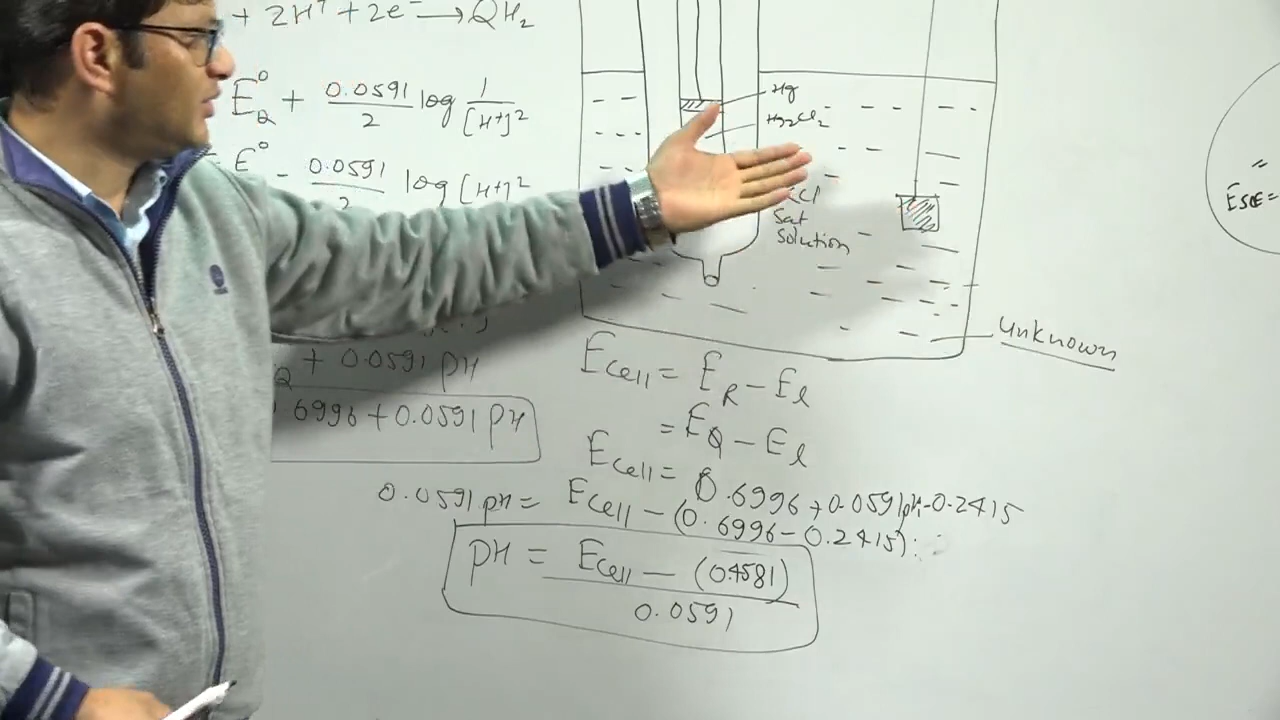 + 2H⁺ + 2e⁻ → QH₂
E°Q + 0.0591/2 log 1/[H⁺]²
E° - 0.0591/2 log [H⁺]²
Q + 0.0591 pH
6996 + 0.0591 pH
Hg
Hg₂Cl₂
KCl
Sat
Solution
Unknown
ESCE =
Ecell = ER - El
= EQ - El
Ecell = 0.6996 + 0.0591 pH - 0.2415
0.0591 pH = Ecell - (0.6996 - 0.2415)
pH = Ecell - (0.4581) / 0.0591